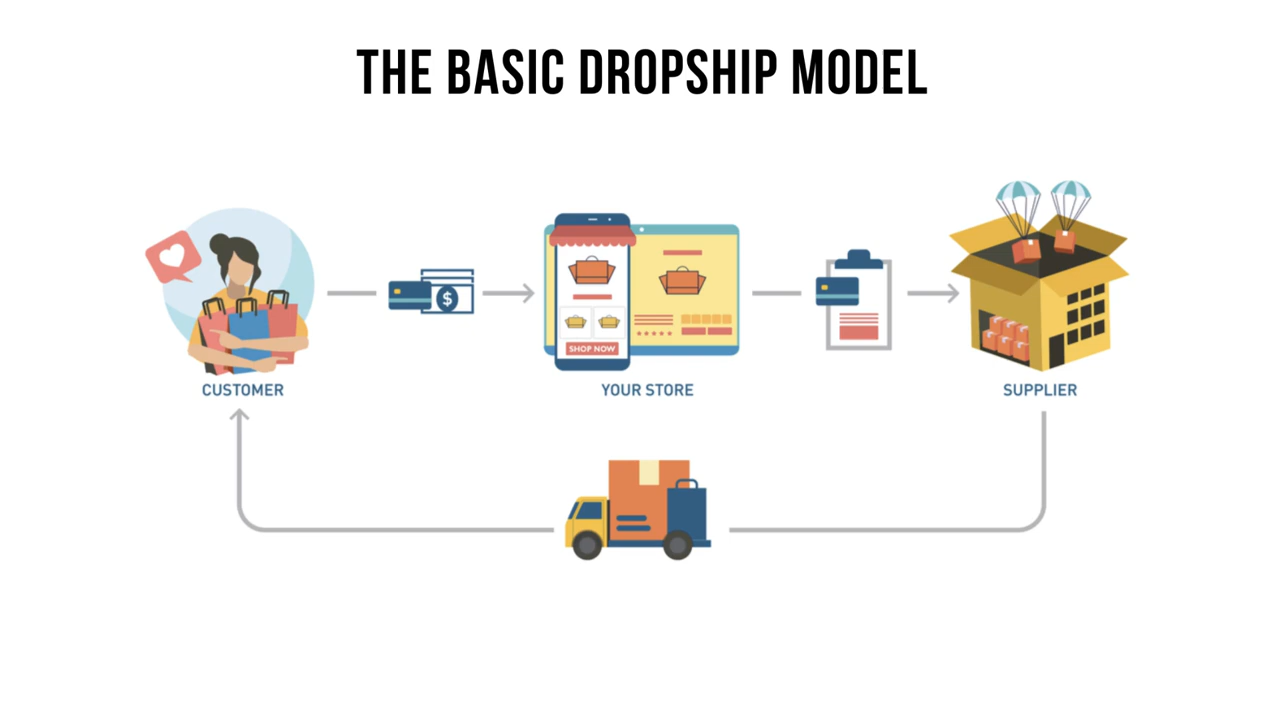 THE BASIC DROPSHIP MODEL
$
SHOP NOW
CUSTOMER
YOUR STORE
SUPPLIER